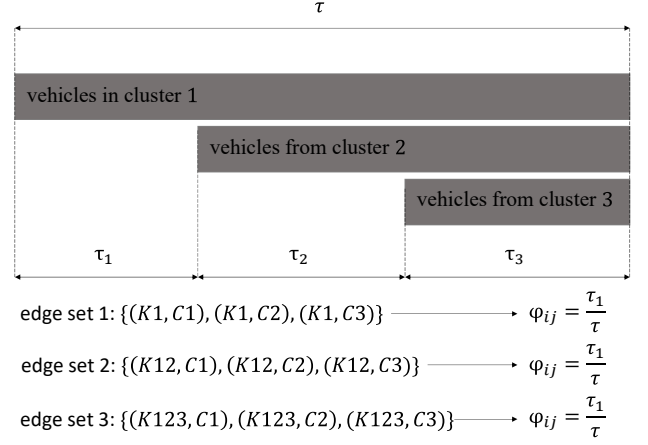 τ
vehicles in cluster 1
vehicles from cluster 2
vehicles from cluster 3
τ₁ τ₂ τ₃
edge set 1: {(K1, C1), (K1, C2), (K1, C3)} φᵢⱼ = τ₁/τ
edge set 2: {(K12, C1), (K12, C2), (K12, C3)} φᵢⱼ = τ₁/τ
edge set 3: {(K123, C1), (K123, C2), (K123, C3)} φᵢⱼ = τ₁/τ